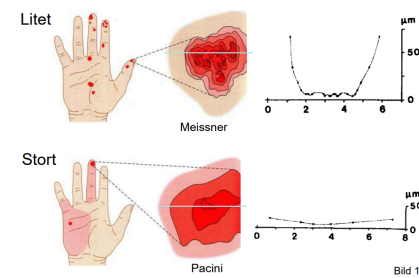 Litet
µm
50
0 2 4 6
Meissner
Stort
µm
50
0
0 2 4 6 8
Pacini
Bild 1